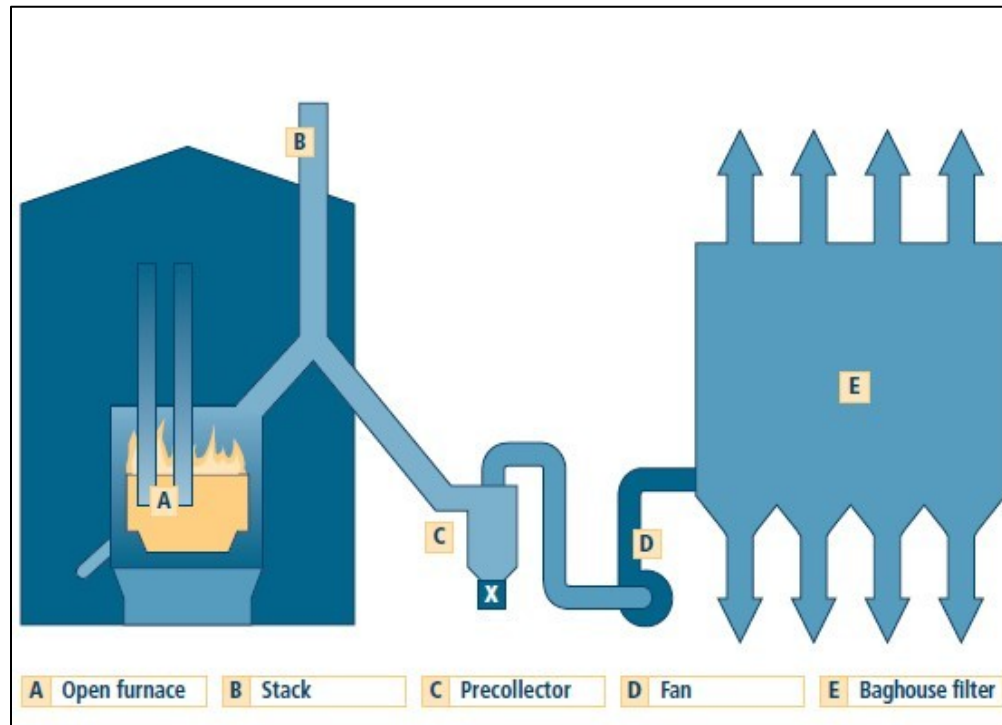 B
A
E
C
D
X
A Open furnace
B Stack
C Precollector
D Fan
E Baghouse filter